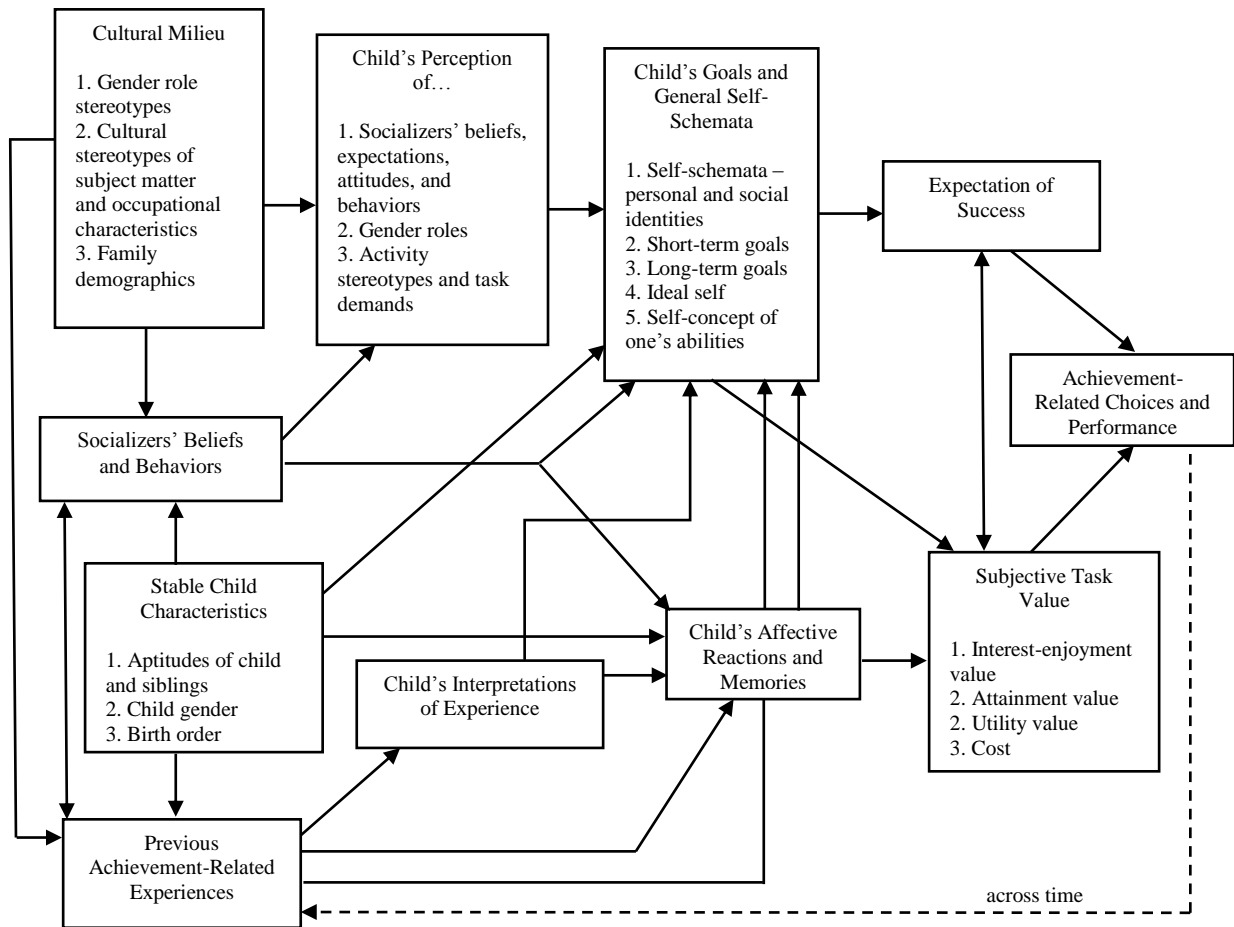 Cultural Milieu
1. Gender role
stereotypes
2. Cultural
stereotypes of
subject matter
and occupational
characteristics
3. Family
demographics
Child’s Perception
of…
1. Socializers’ beliefs,
expectations,
attitudes, and
behaviors
2. Gender roles
3. Activity
stereotypes and task
demands
Child’s Goals and
General Self-
Schemata
1. Self-schemata –
personal and social
identities
2. Short-term goals
3. Long-term goals
4. Ideal self
5. Self-concept of
one’s abilities
Expectation of
Success
Achievement-
Related Choices and
Performance
Socializers’ Beliefs
and Behaviors
Stable Child
Characteristics
1. Aptitudes of child
and siblings
2. Child gender
3. Birth order
Child’s Interpretations
of Experience
Child’s Affective
Reactions and
Memories
Subjective Task
Value
1. Interest-enjoyment
value
2. Attainment value
2. Utility value
3. Cost
Previous
Achievement-Related
Experiences
across time